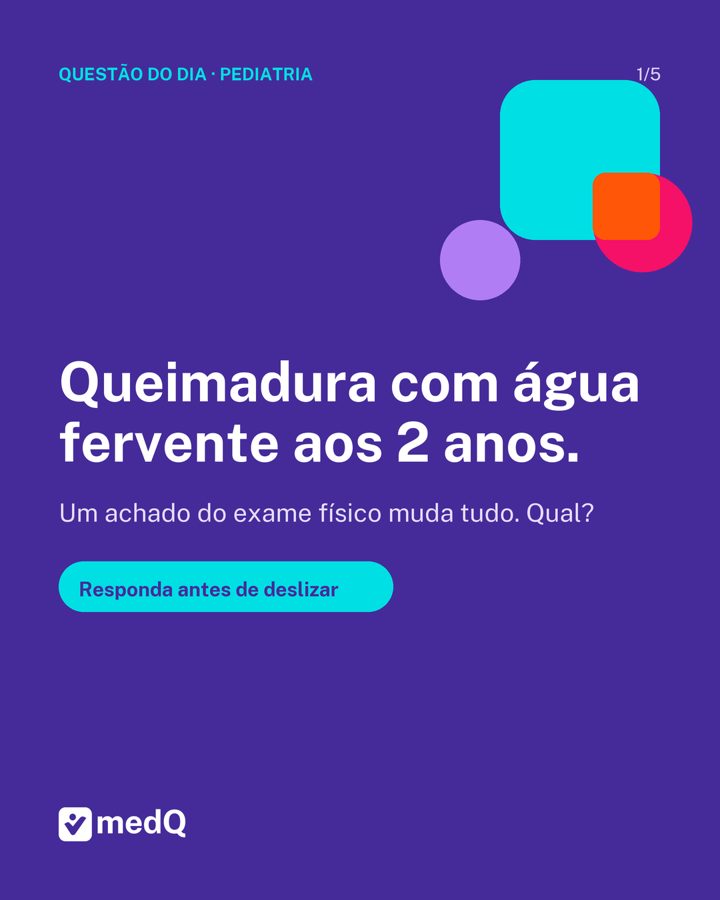 QUESTÃO DO DIA · PEDIATRIA
1/5
Queimadura com água
fervente aos 2 anos.
Um achado do exame físico muda tudo. Qual?
Responda antes de deslizar
medQ